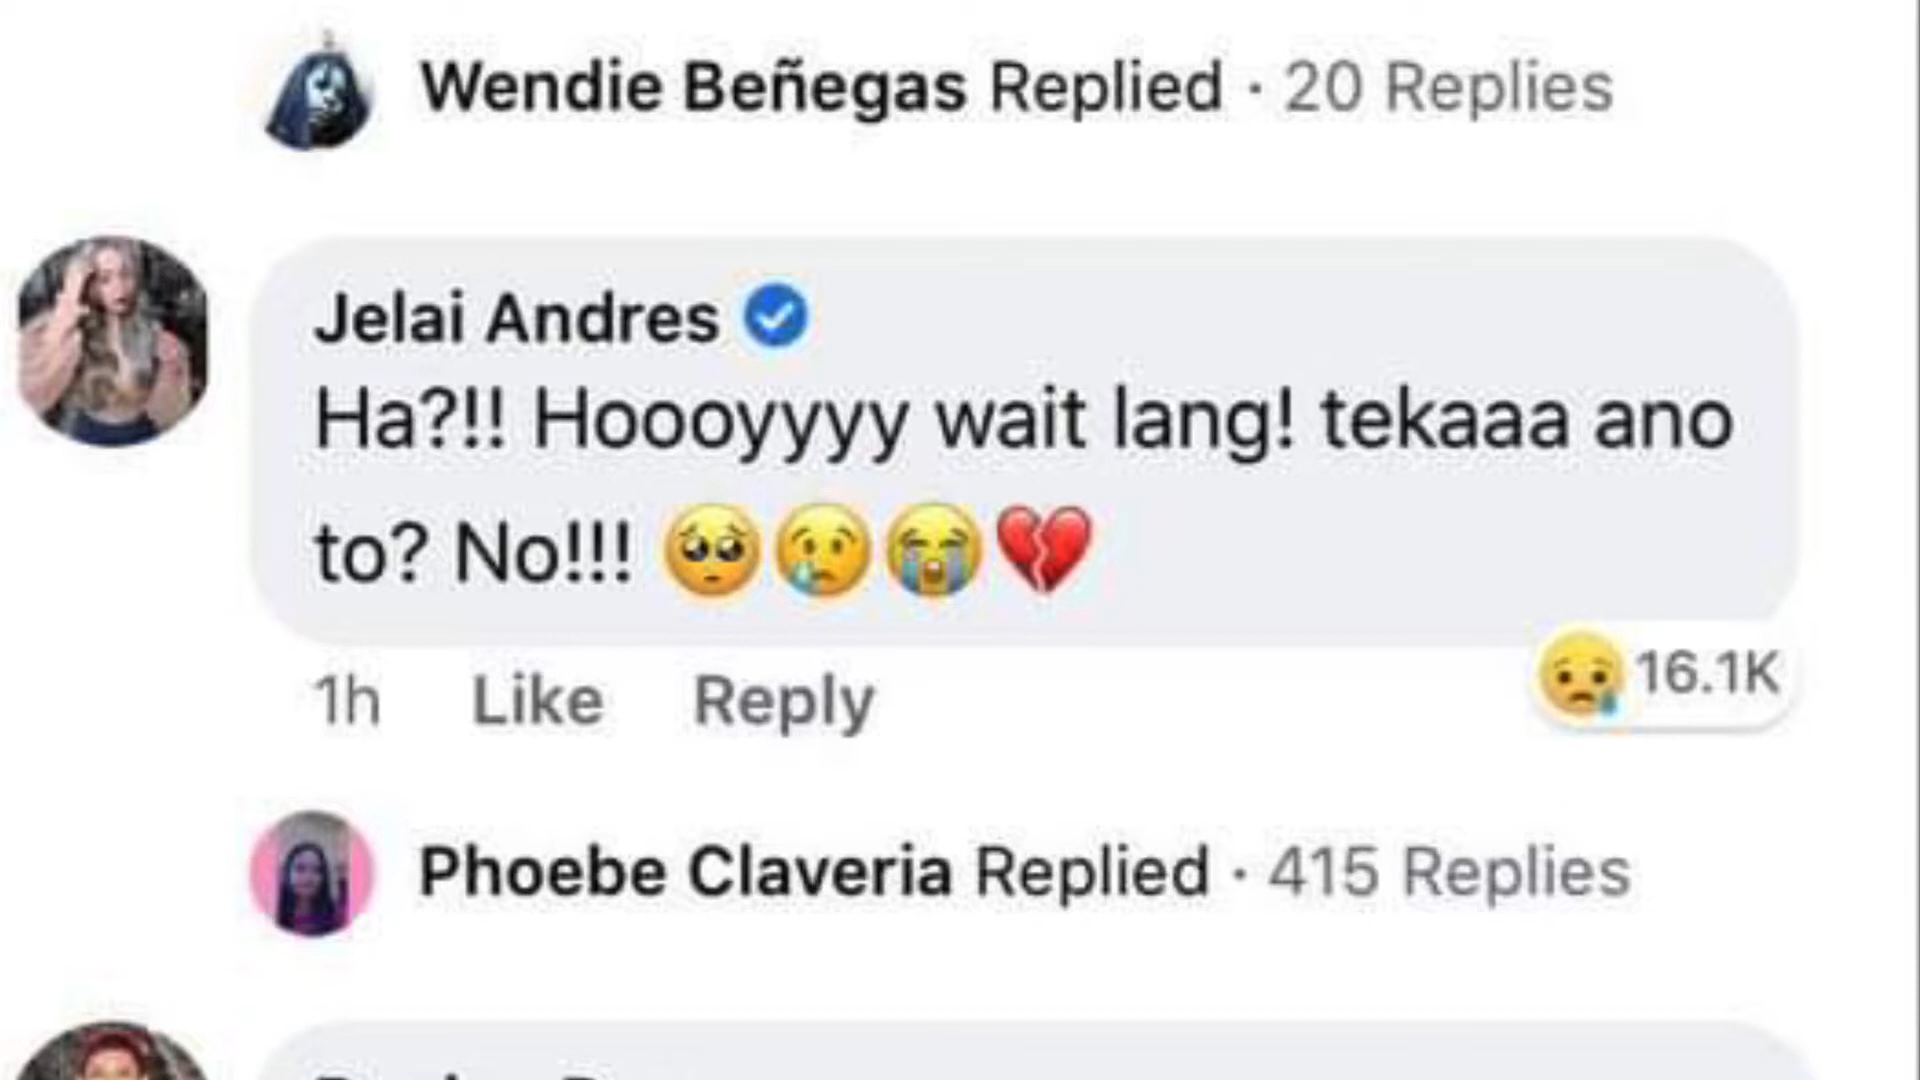 Wendie Beñegas Replied · 20 Replies
Jelai Andres
Ha?!! Hoooyyyy wait lang! tekaaa ano
to? No!!! 🥺😢😭💔
1h Like Reply 16.1K
Phoebe Claveria Replied · 415 Replies